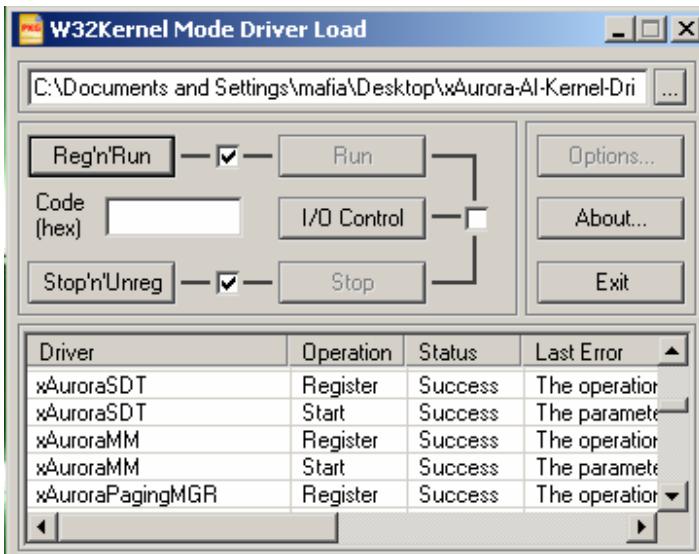 PKG
W32Kernel Mode Driver Load
C:\Documents and Settings\mafia\Desktop\xAurora-AI-Kernel-Dri ...
Reg'n'Run Run Options...
Code
(hex) I/O Control About...
Stop'n'Unreg Stop Exit
Driver Operation Status Last Error
xAuroraSDT Register Success The operation
xAuroraSDT Start Success The paramete
xAuroraMM Register Success The operation
xAuroraMM Start Success The paramete
xAuroraPagingMGR Register Success The operation